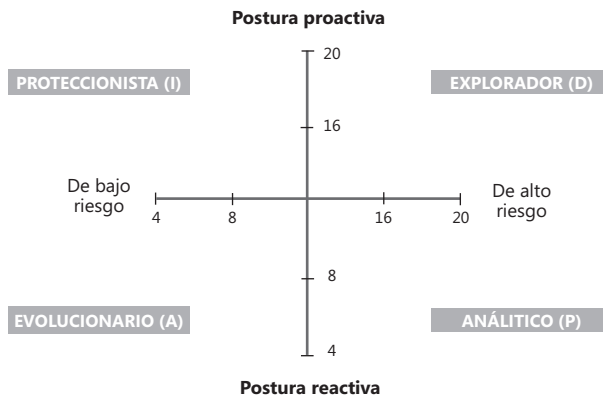 Postura proactiva
20
PROTECCIONISTA (I)
EXPLORADOR (D)
16
De bajo
riesgo
De alto
riesgo
4
8
16
20
8
EVOLUCIONARIO (A)
ANÁLITICO (P)
4
Postura reactiva